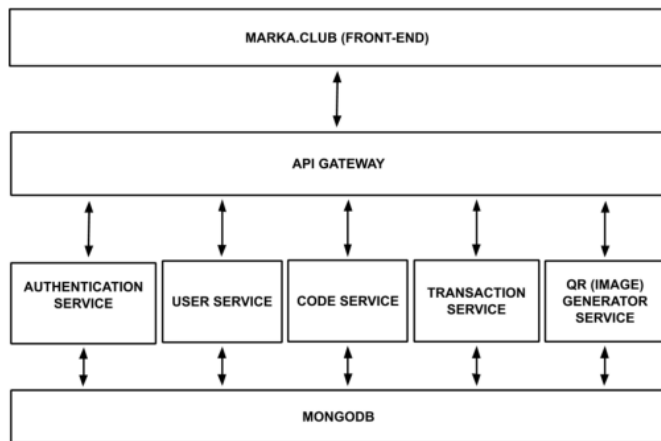 MARKA.CLUB (FRONT-END)
API GATEWAY
AUTHENTICATION
SERVICE
USER SERVICE
CODE SERVICE
TRANSACTION
SERVICE
QR (IMAGE)
GENERATOR
SERVICE
MONGODB